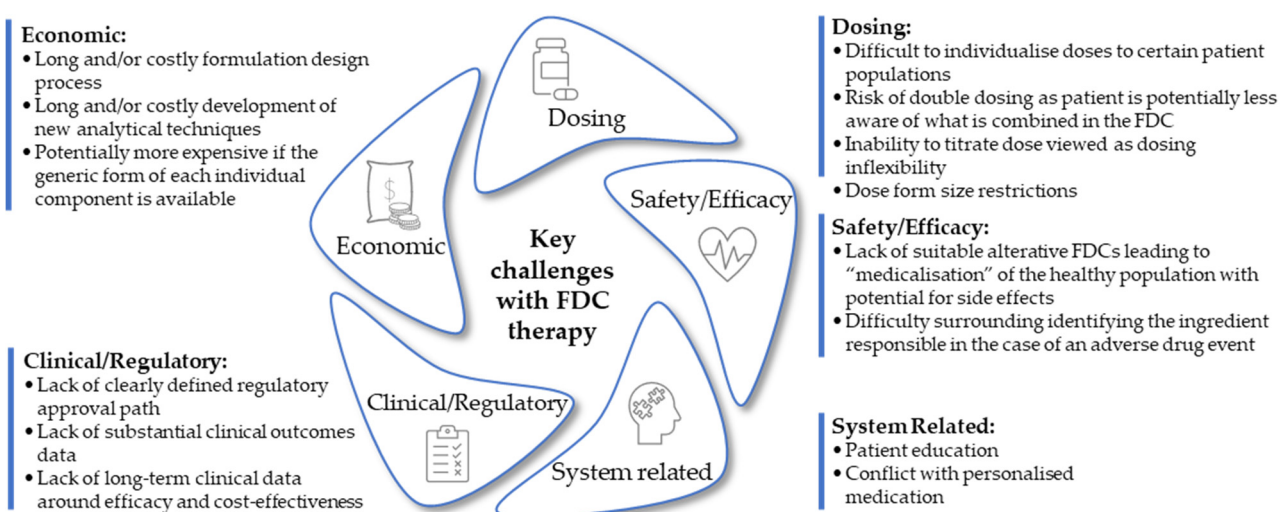 Economic:
• Long and/or costly formulation design
process
• Long and/or costly development of
new analytical techniques
• Potentially more expensive if the
generic form of each individual
component is available
Clinical/Regulatory:
• Lack of clearly defined regulatory
approval path
• Lack of substantial clinical outcomes
data
• Lack of long-term clinical data
around efficacy and cost-effectiveness
Dosing
Safety/Efficacy
$
Economic
Key
challenges
with FDC
therapy
Clinical/Regulatory
System related
Dosing:
• Difficult to individualise doses to certain patient
populations
• Risk of double dosing as patient is potentially less
aware of what is combined in the FDC
• Inability to titrate dose viewed as dosing
inflexibility
• Dose form size restrictions
Safety/Efficacy:
• Lack of suitable alterative FDCs leading to
“medicalisation” of the healthy population with
potential for side effects
• Difficulty surrounding identifying the ingredient
responsible in the case of an adverse drug event
System Related:
• Patient education
• Conflict with personalised
medication